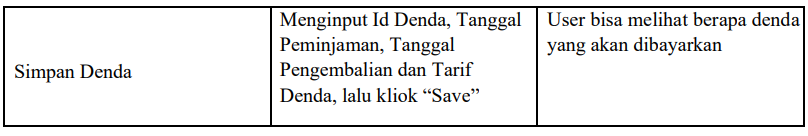 Simpan Denda
Menginput Id Denda, Tanggal
Peminjaman, Tanggal
Pengembalian dan Tarif
Denda, lalu kliok “Save”
User bisa melihat berapa denda
yang akan dibayarkan